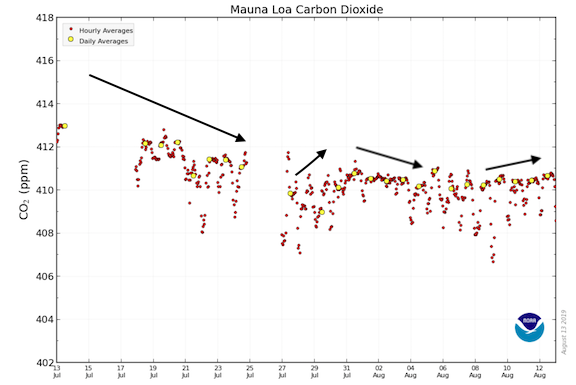 Mauna Loa Carbon Dioxide
Hourly Averages
Daily Averages
CO₂ (ppm)
418
416
414
412
410
408
406
404
402
13
Jul
15
Jul
17
Jul
19
Jul
21
Jul
23
Jul
25
Jul
27
Jul
29
Jul
31
Jul
02
Aug
04
Aug
06
Aug
08
Aug
10
Aug
12
Aug
NOAA
August 13 2019